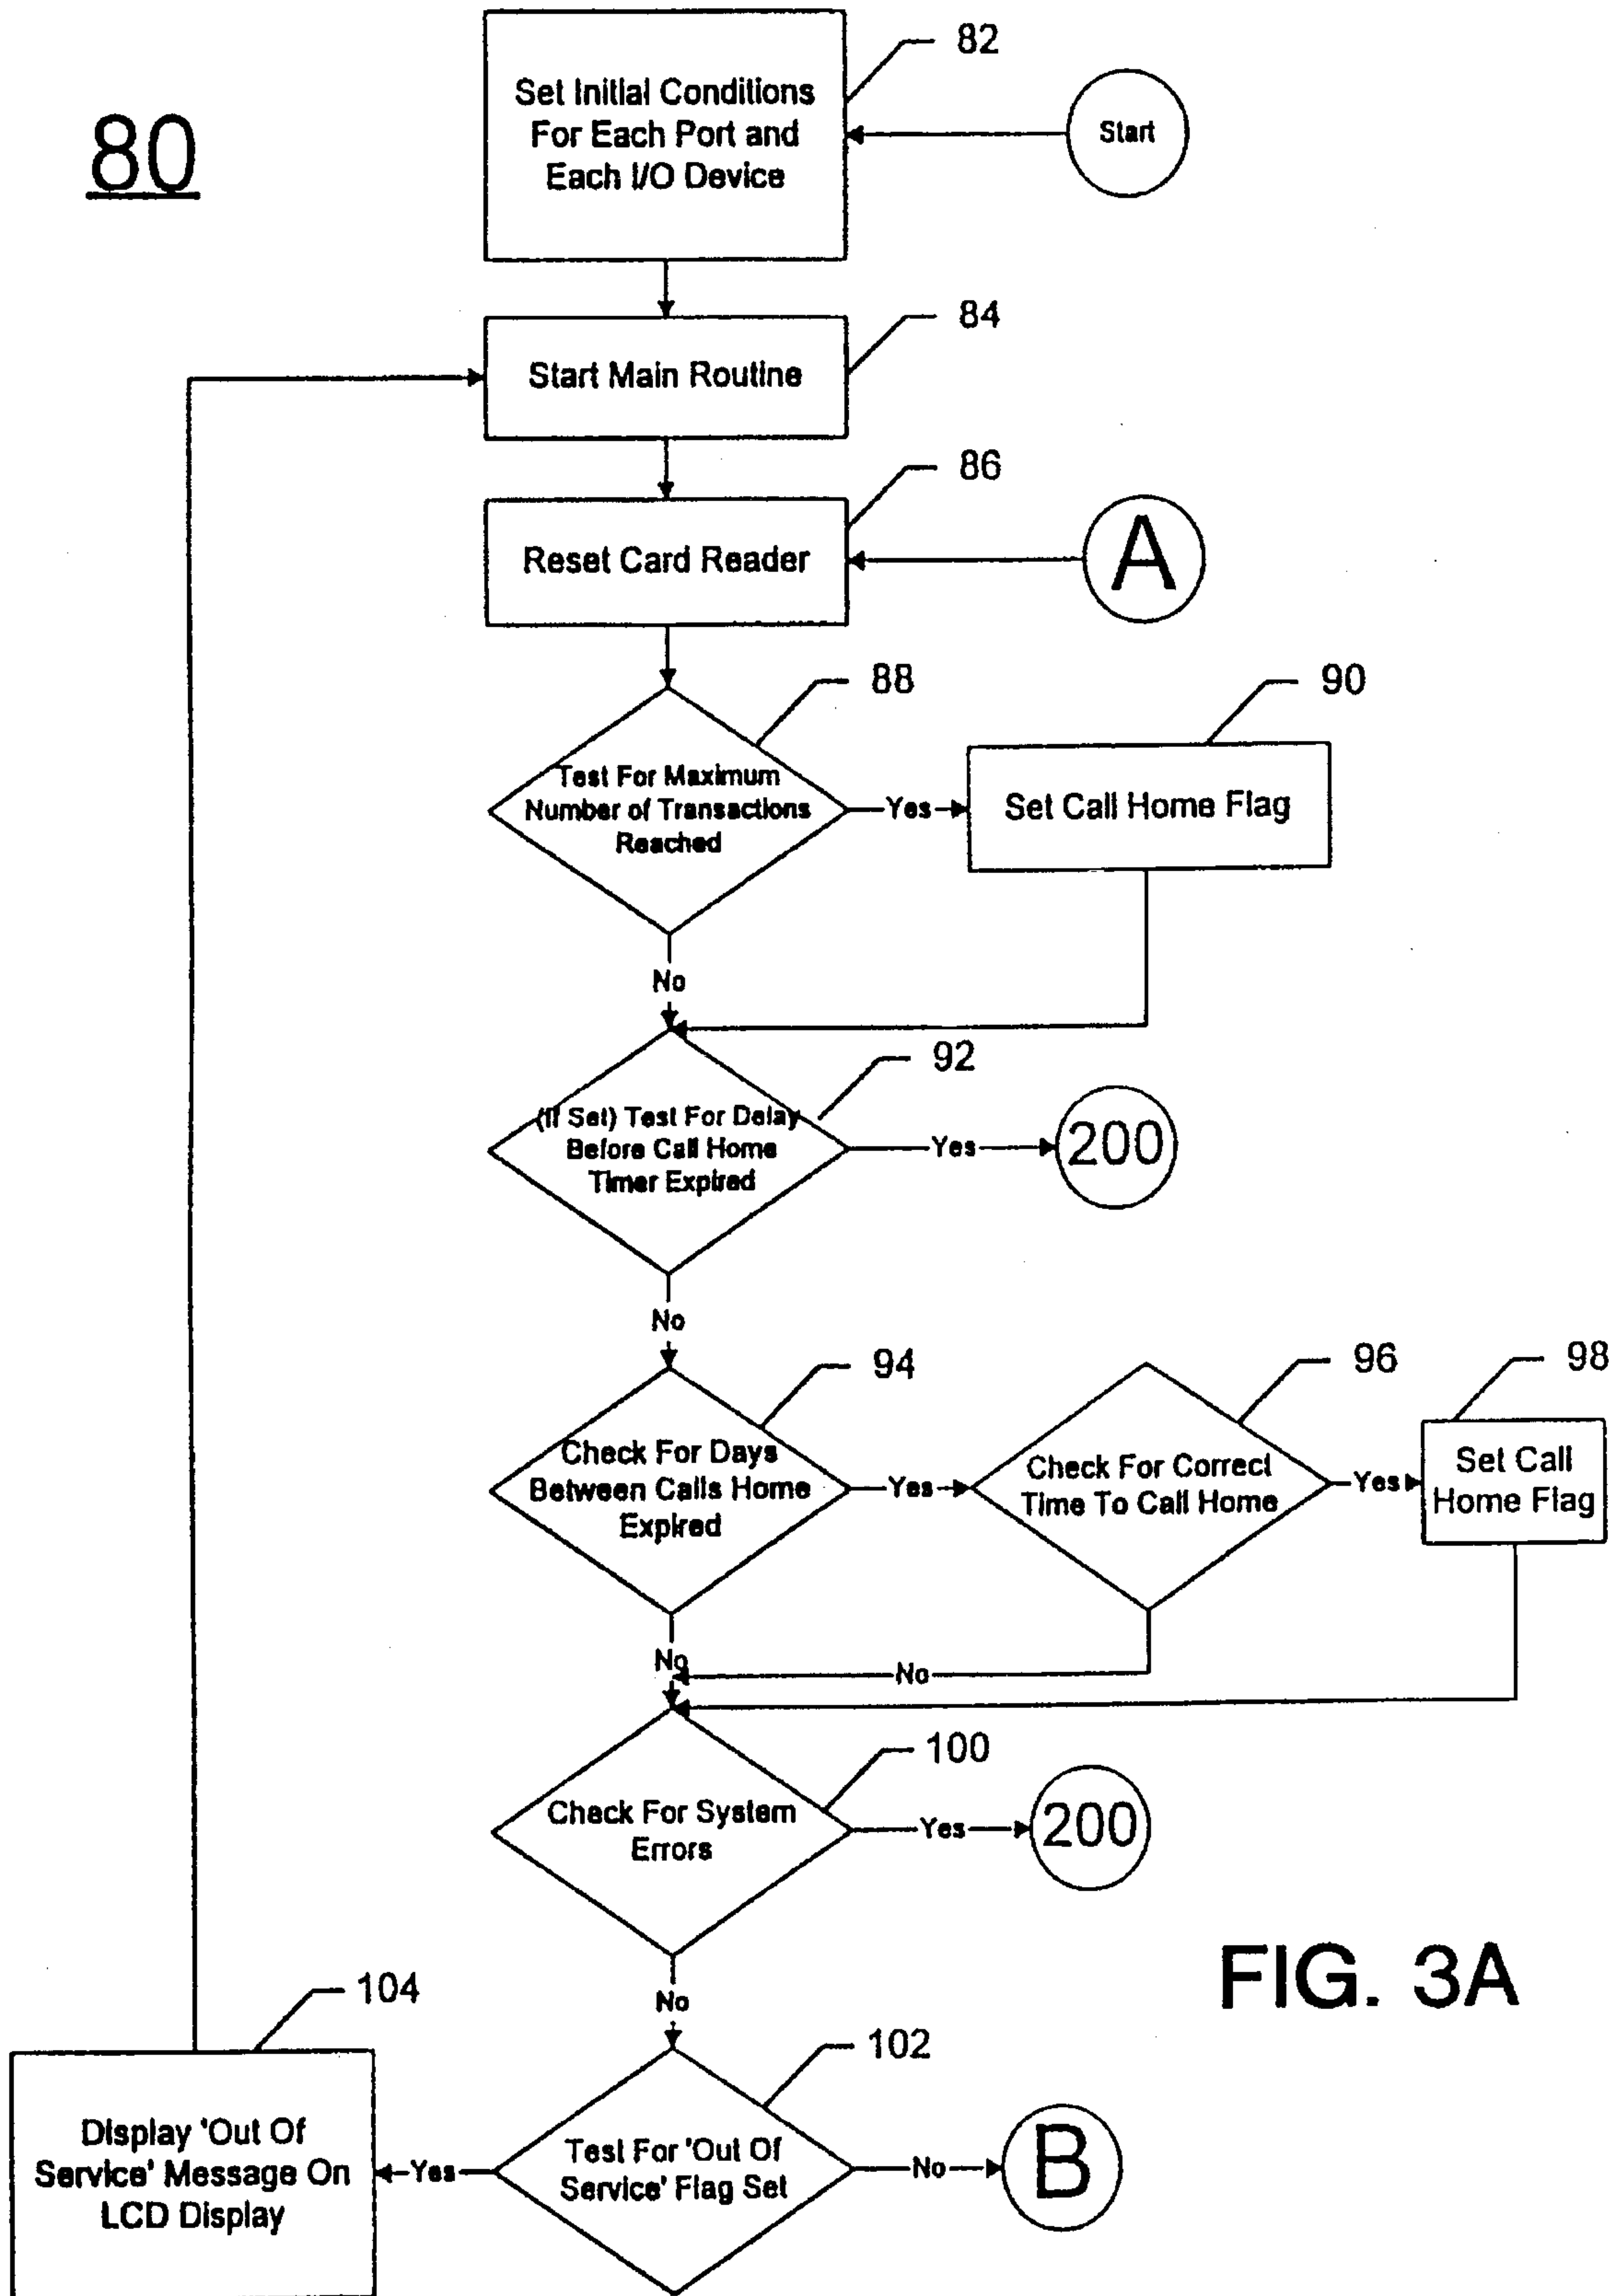 80
82
Set Initial Conditions
For Each Port and
Each I/O Device
Start
84
Start Main Routine
86
Reset Card Reader
A
88
Test For Maximum
Number of Transactions
Reached
Yes
90
Set Call Home Flag
No
92
(If Set) Test For Delay
Before Call Home
Timer Expired
Yes
200
No
94
Check For Days
Between Calls Home
Expired
Yes
96
Check For Correct
Time To Call Home
Yes
98
Set Call
Home Flag
No
No
100
Check For System
Errors
Yes
200
No
FIG. 3A
104
Display 'Out Of
Service' Message On
LCD Display
Yes
102
Test For 'Out Of
Service' Flag Set
No
B